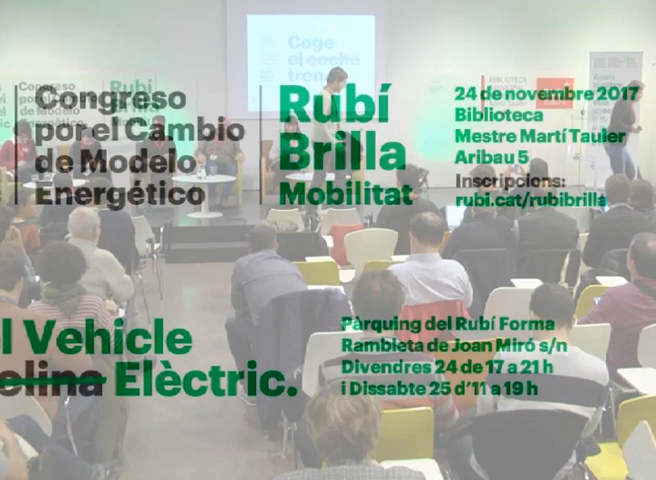 Coge
el coche
Congreso
por el Cambio
de Modelo
Energético
Rubí
Brilla
Mobilitat
24 de novembre 2017
Biblioteca
Mestre Martí Tauler
Aribau 5
Inscripcions:
rubi.cat/rubibrilla
l Vehicle
olina Elèctric.
Pàrquing del Rubí Forma
Rambleta de Joan Miró s/n
Divendres 24 de 17 a 21 h
i Dissabte 25 d'11 a 19 h